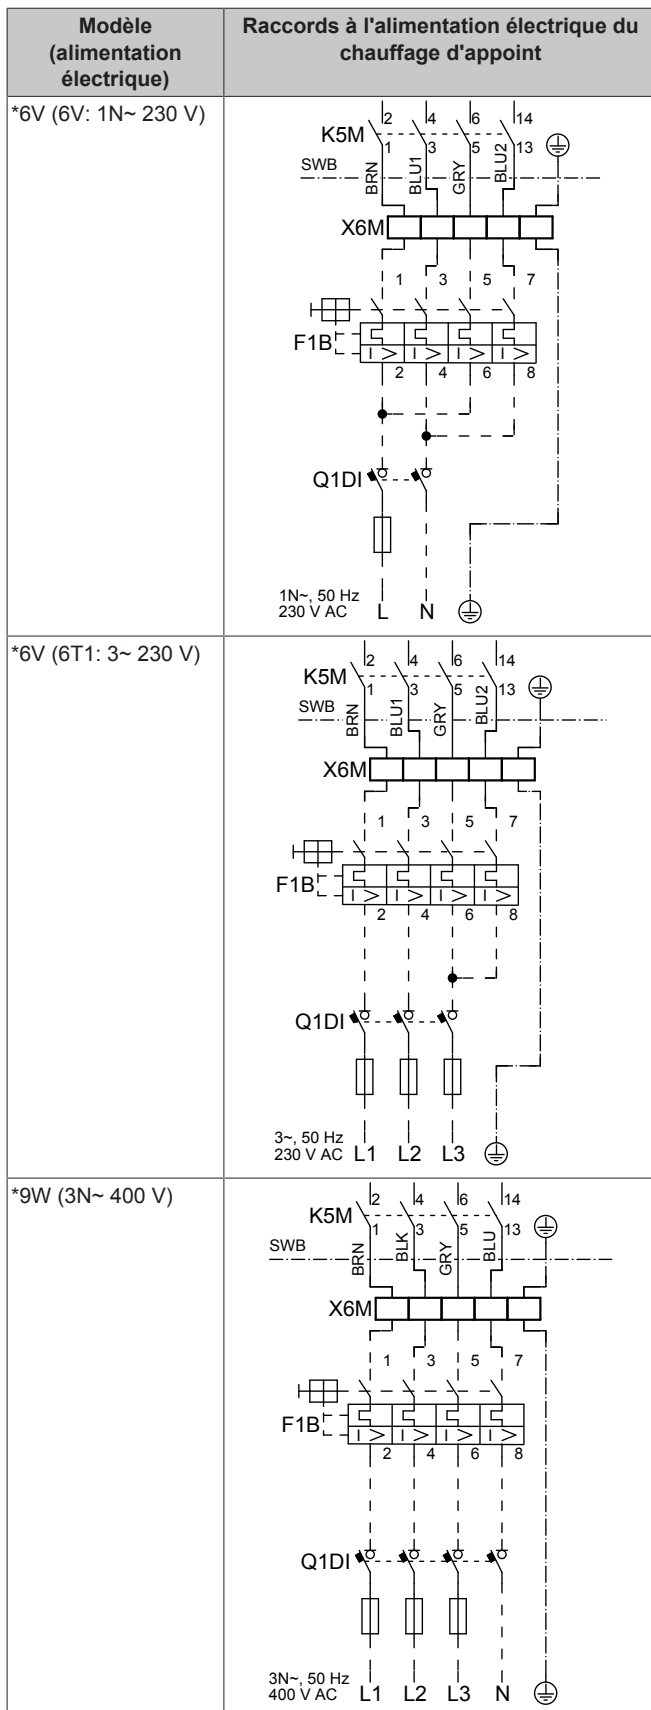 Modèle (alimentation électrique)
Raccords à l'alimentation électrique du chauffage d'appoint
*6V (6V: 1N~ 230 V)
2 4 6 14
K5M
1 3 5 13
SWB
BRN BLU1 GRY BLU2
X6M
1 3 5 7
F1B
I > I > I > I >
2 4 6 8
Q1DI
1N~, 50 Hz
230 V AC
L N
*6V (6T1: 3~ 230 V)
2 4 6 14
K5M
1 3 5 13
SWB
BRN BLU1 GRY BLU2
X6M
1 3 5 7
F1B
I > I > I > I >
2 4 6 8
Q1DI
3~, 50 Hz
230 V AC
L1 L2 L3
*9W (3N~ 400 V)
2 4 6 14
K5M
1 3 5 13
SWB
BRN BLK GRY BLU
X6M
1 3 5 7
F1B
I > I > I > I >
2 4 6 8
Q1DI
3N~, 50 Hz
400 V AC
L1 L2 L3 N